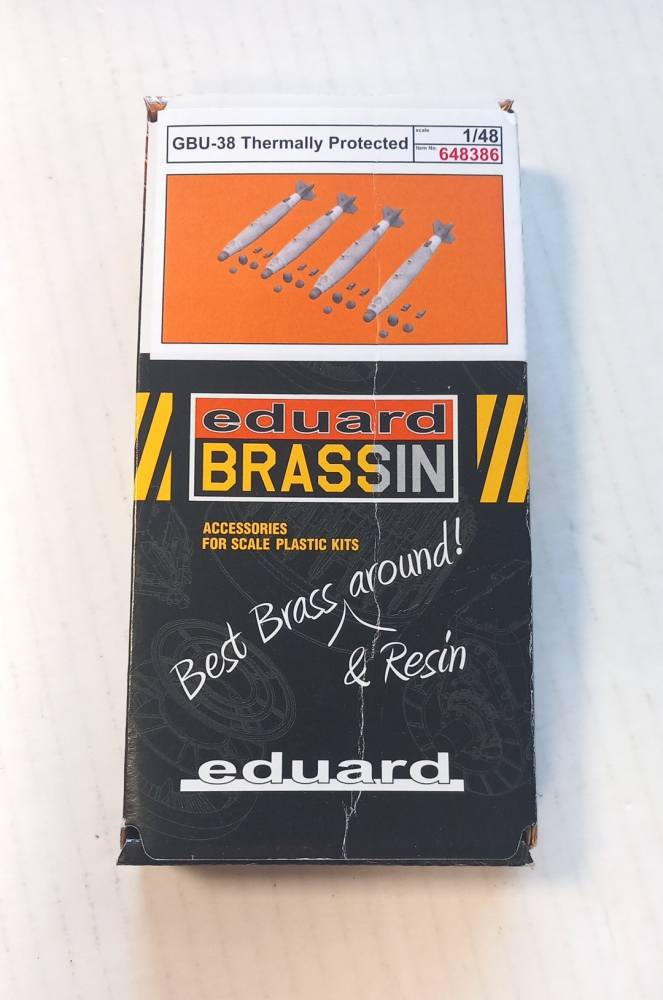 GBU-38 Thermally Protected
scale 1/48
Item No. 648386
eduard
BRASSIN
ACCESSORIES
FOR SCALE PLASTIC KITS
Best Brass around!
& Resin
eduard